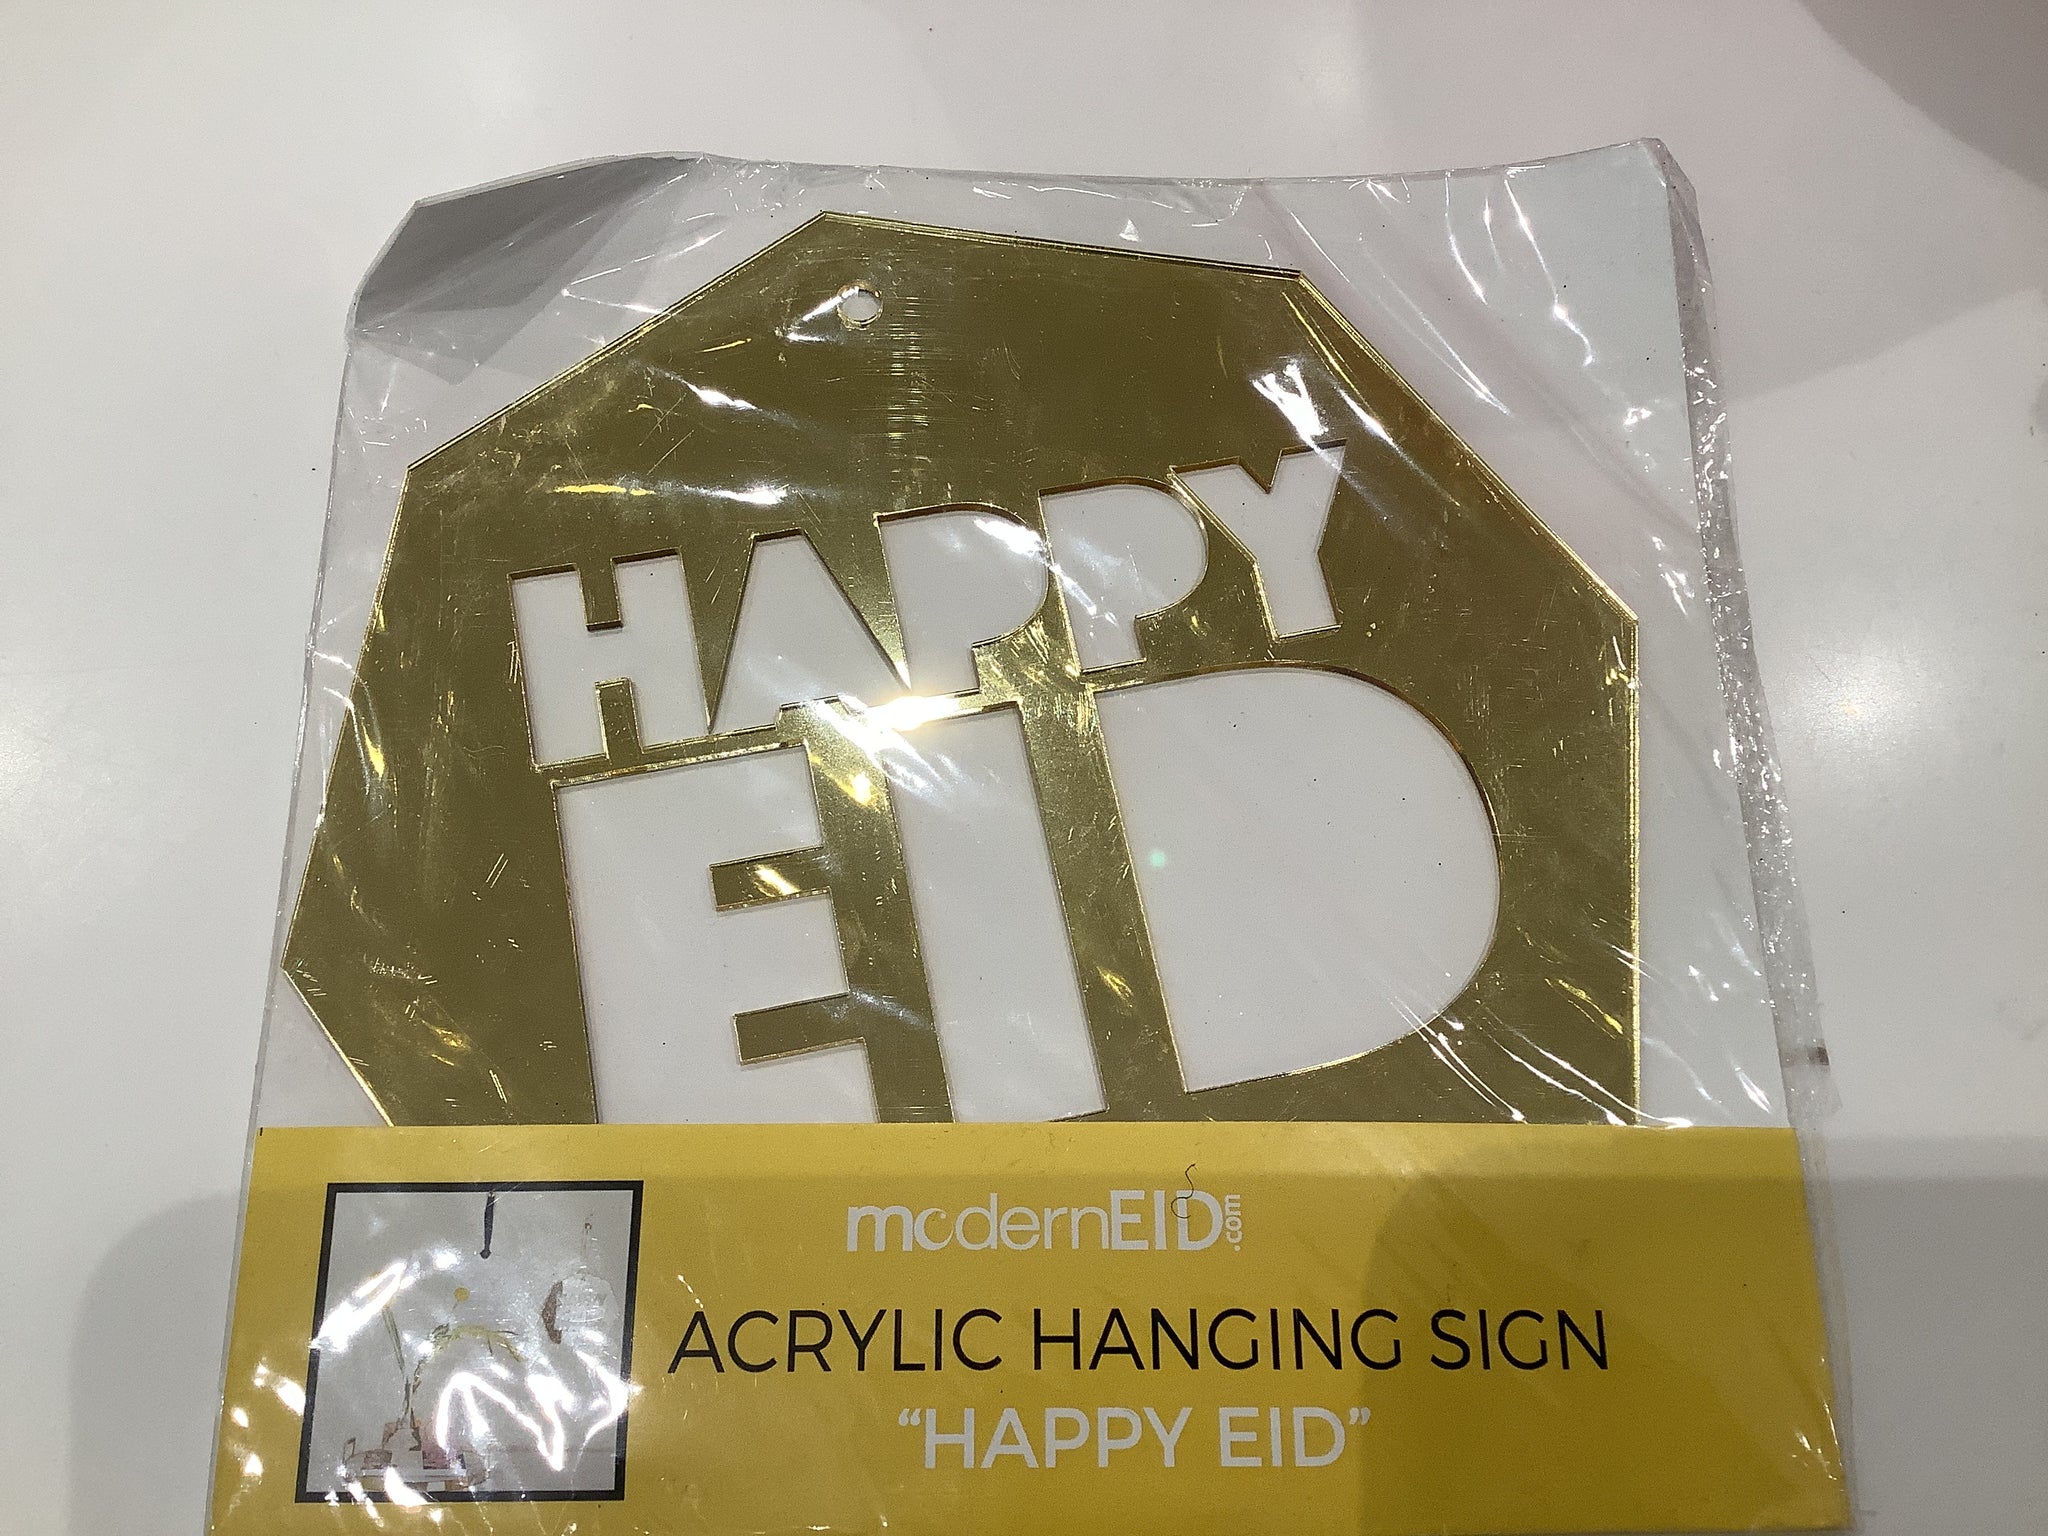 HAPPY
EID
modernEID.com
ACRYLIC HANGING SIGN
“HAPPY EID”